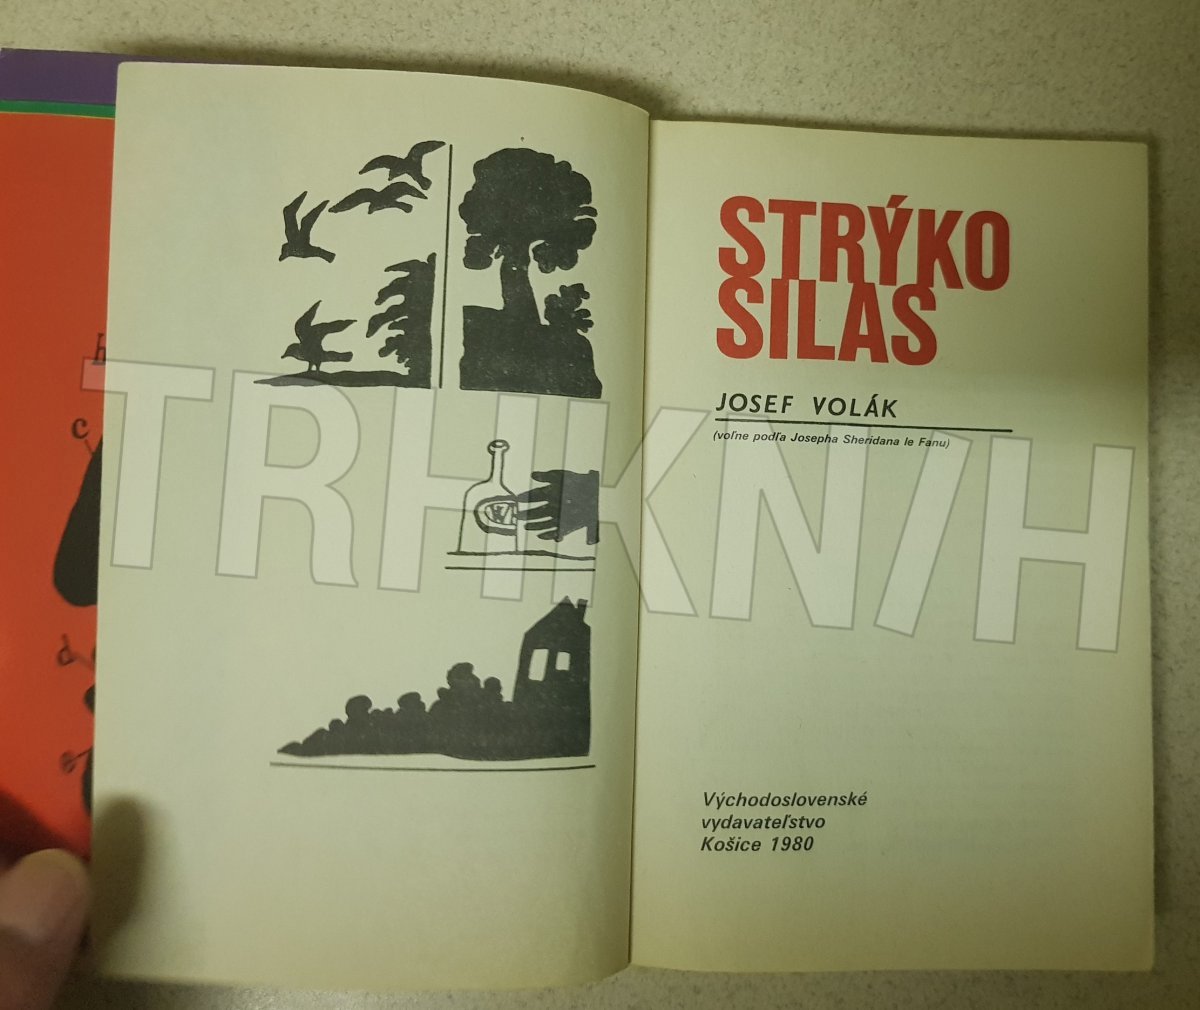 h
c
d
e
STRÝKO
SILAS
JOSEF VOLÁK
(voľne podľa Josepha Sheridana le Fanu)
TRHKNIH
Východoslovenské
vydavateľstvo
Košice 1980